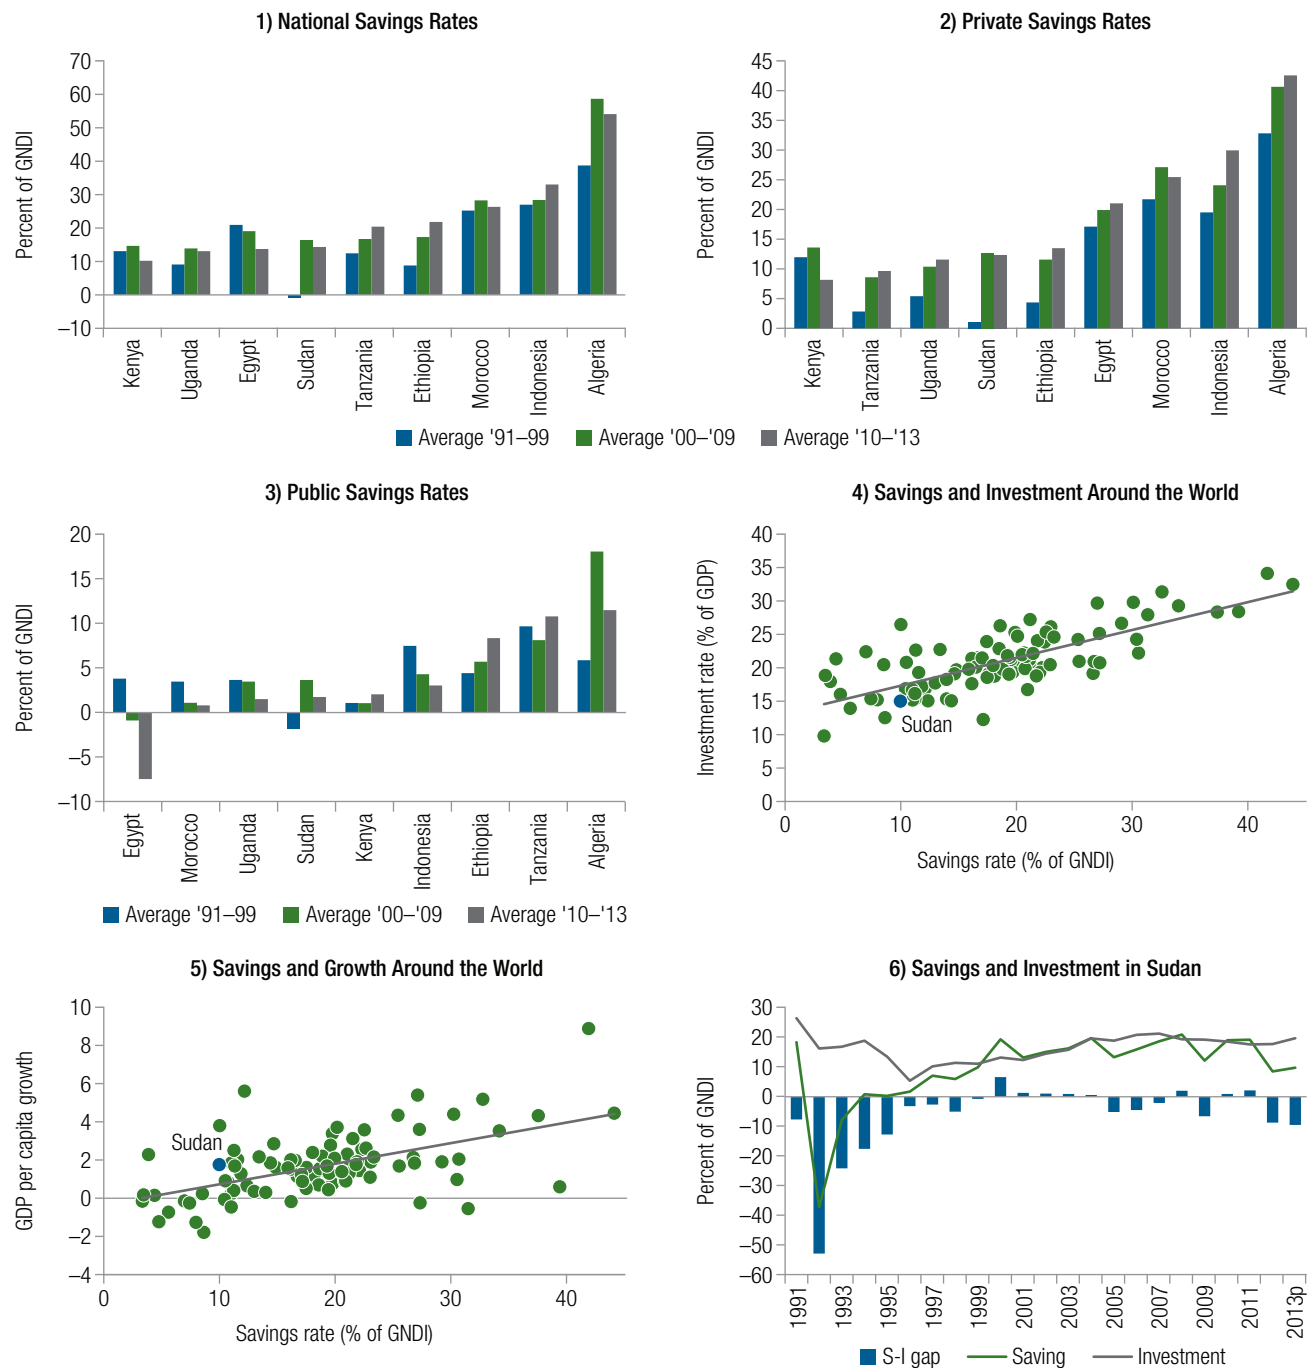 1) National Savings Rates
Percent of GNDI
70
60
50
40
30
20
10
0
–10
Kenya
Uganda
Egypt
Sudan
Tanzania
Ethiopia
Morocco
Indonesia
Algeria
2) Private Savings Rates
Percent of GNDI
45
40
35
30
25
20
15
10
5
0
Kenya
Tanzania
Uganda
Sudan
Ethiopia
Egypt
Morocco
Indonesia
Algeria
Average '91–99 Average '00–'09 Average '10–'13
3) Public Savings Rates
Percent of GNDI
20
15
10
5
0
–5
–10
Egypt
Morocco
Uganda
Sudan
Kenya
Indonesia
Ethiopia
Tanzania
Algeria
Average '91–99 Average '00–'09 Average '10–'13
4) Savings and Investment Around the World
Investment rate (% of GDP)
40
35
30
25
20
15
10
5
0
Sudan
0 10 20 30 40
Savings rate (% of GNDI)
5) Savings and Growth Around the World
GDP per capita growth
10
8
6
4
2
0
–2
–4
Sudan
0 10 20 30 40
Savings rate (% of GNDI)
6) Savings and Investment in Sudan
Percent of GNDI
30
20
10
0
–10
–20
–30
–40
–50
–60
1991
1993
1995
1997
1999
2001
2003
2005
2007
2009
2011
2013p
S-I gap Saving Investment